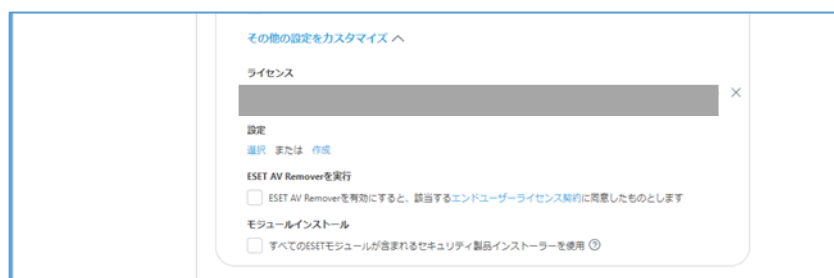 その他の設定をカスタマイズ
ライセンス
設定
選択 または 作成
ESET AV Removerを実行
ESET AV Removerを有効にすると、該当するエンドユーザーライセンス契約に同意したものとします
モジュールインストール
すべてのESETモジュールが含まれるセキュリティ製品インストーラーを使用 ?